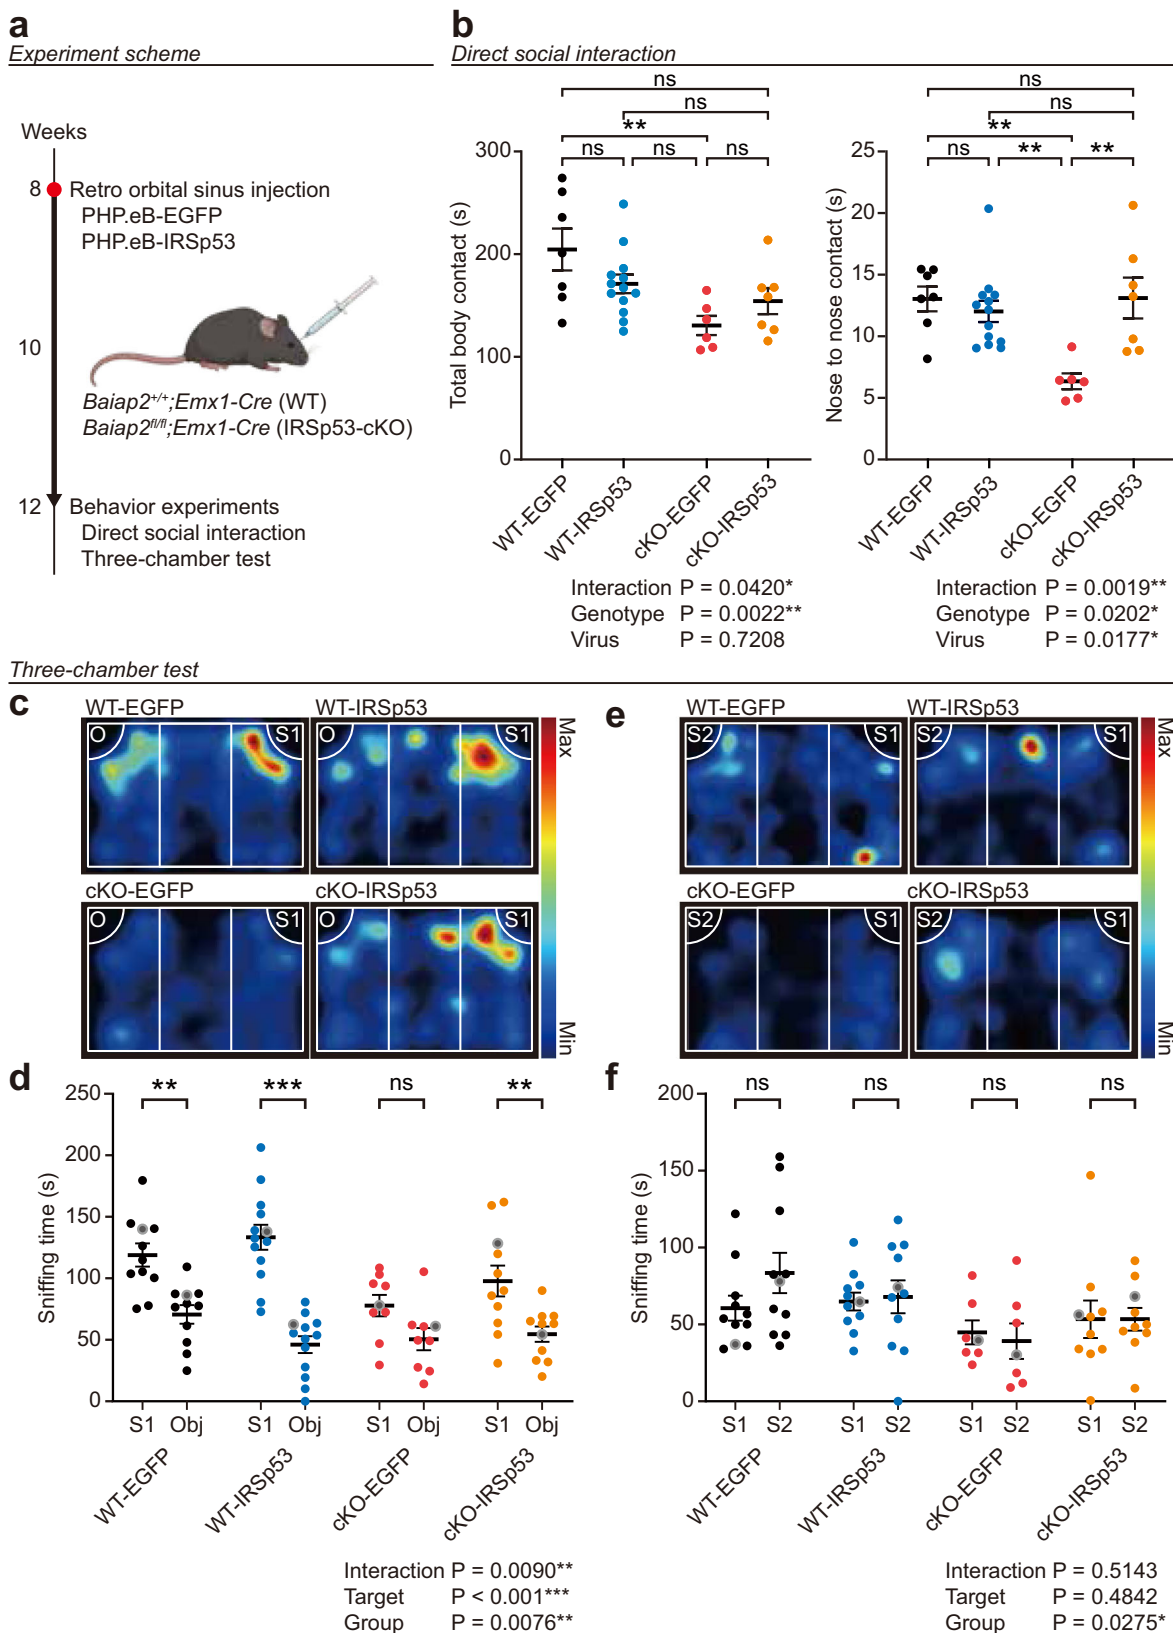 a
Experiment scheme
Weeks
8
Retro orbital sinus injection
PHP.eB-EGFP
PHP.eB-IRSp53
10
Baiap2+/+;Emx1-Cre (WT)
Baiap2fl/fl;Emx1-Cre (IRSp53-cKO)
12
Behavior experiments
Direct social interaction
Three-chamber test
b
Direct social interaction
ns
ns
**
ns ns ns
300
200
100
0
Total body contact (s)
WT-EGFP
WT-IRSp53
cKO-EGFP
cKO-IRSp53
Interaction P = 0.0420*
Genotype P = 0.0022**
Virus P = 0.7208
ns
ns
**
ns ** **
25
20
15
10
5
0
Nose to nose contact (s)
WT-EGFP
WT-IRSp53
cKO-EGFP
cKO-IRSp53
Interaction P = 0.0019**
Genotype P = 0.0202*
Virus P = 0.0177*
Three-chamber test
c
WT-EGFP
O S1
WT-IRSp53
O S1
cKO-EGFP
O S1
cKO-IRSp53
O S1
Max
Min
e
WT-EGFP
S2 S1
WT-IRSp53
S2 S1
cKO-EGFP
S2 S1
cKO-IRSp53
S2 S1
Max
Min
d
** *** ns **
250
200
150
100
50
0
Sniffing time (s)
S1 Obj S1 Obj S1 Obj S1 Obj
WT-EGFP
WT-IRSp53
cKO-EGFP
cKO-IRSp53
Interaction P = 0.0090**
Target P < 0.001***
Group P = 0.0076**
f
ns ns ns ns
200
150
100
50
0
Sniffing time (s)
S1 S2 S1 S2 S1 S2 S1 S2
WT-EGFP
WT-IRSp53
cKO-EGFP
cKO-IRSp53
Interaction P = 0.5143
Target P = 0.4842
Group P = 0.0275*